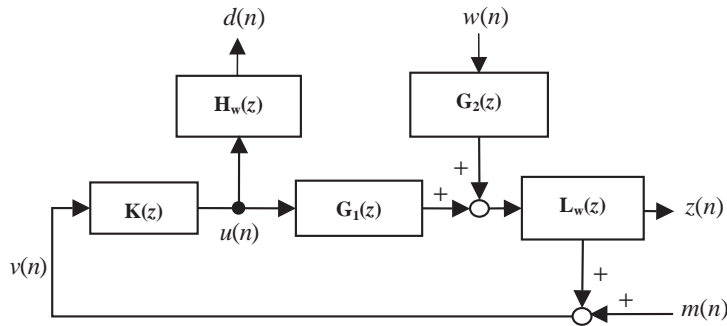 d(n)
w(n)
H_w(z)
G_2(z)
+
+
K(z)
G_1(z)
L_w(z)
z(n)
u(n)
v(n)
+
+
m(n)